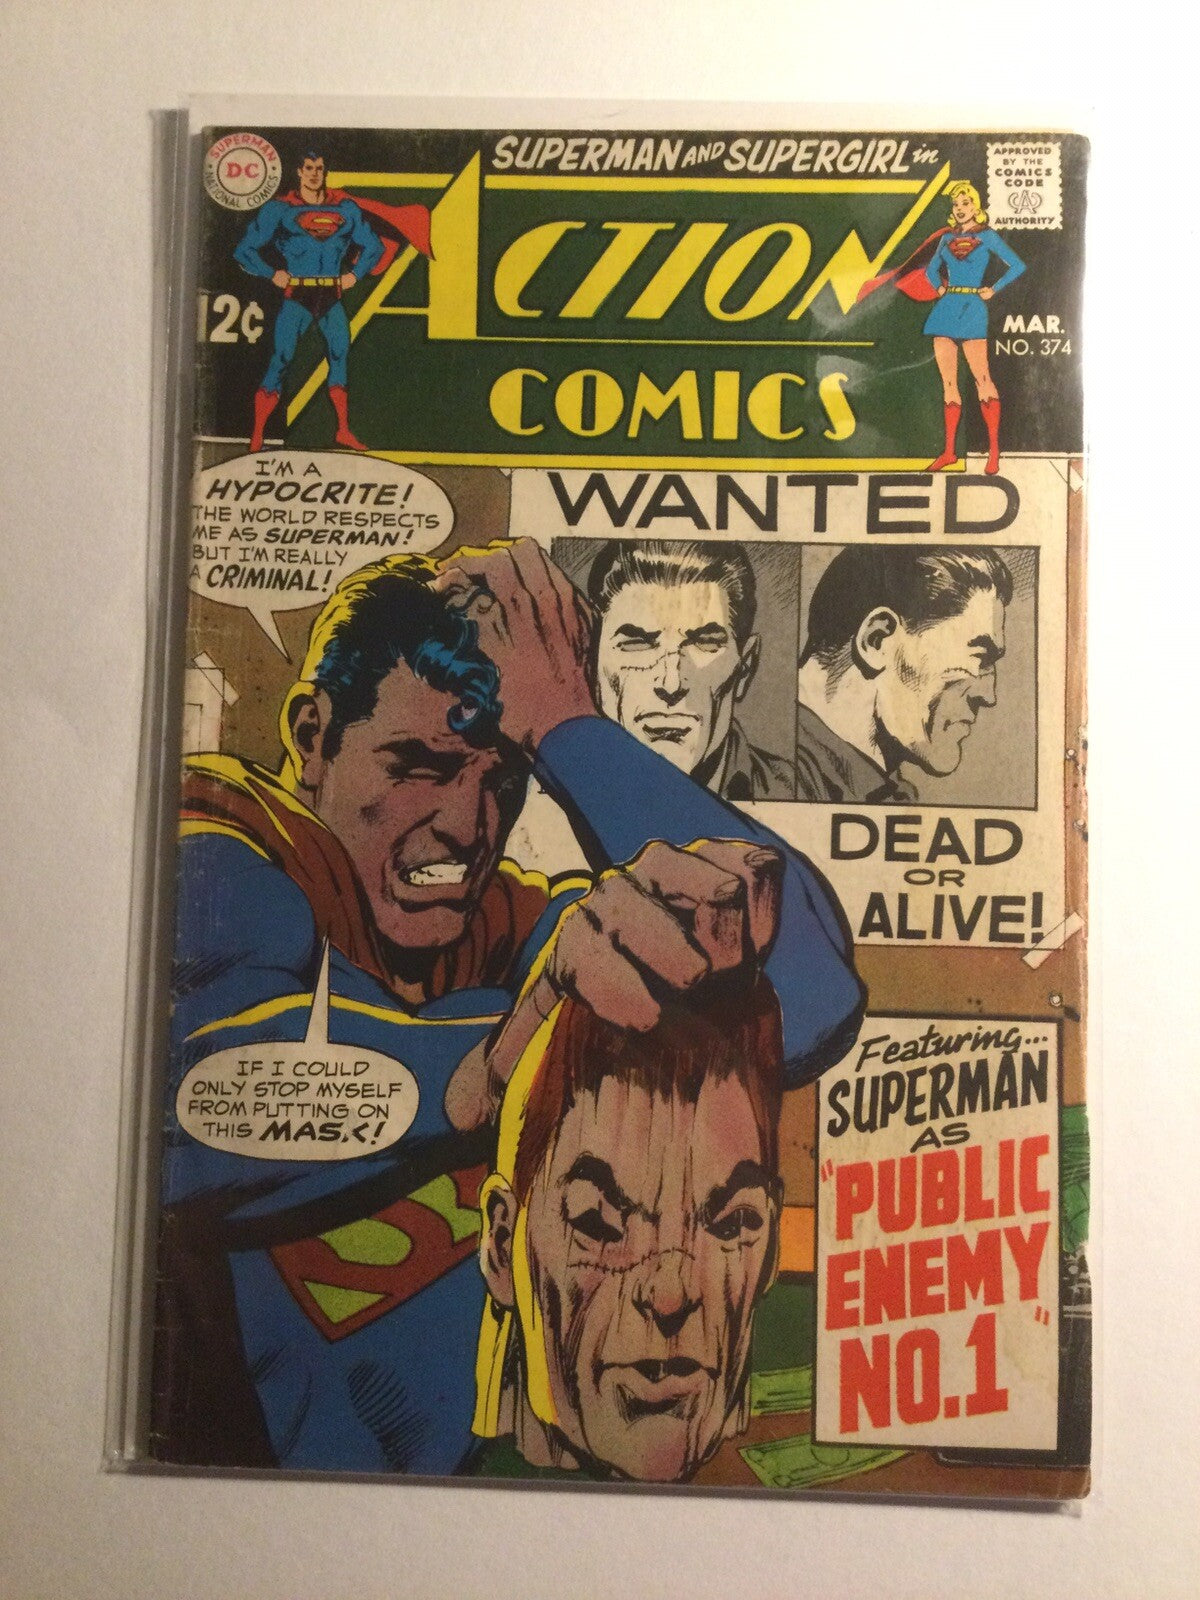 SUPERMAN
DC
NATIONAL COMICS
SUPERMAN AND SUPERGIRL in
ACTION
COMICS
APPROVED
BY THE
COMICS
CODE
CA
AUTHORITY
12¢
MAR.
NO. 374
I'M A
HYPOCRITE!
THE WORLD RESPECTS
ME AS SUPERMAN!
BUT I'M REALLY
A CRIMINAL!
WANTED
DEAD
OR
ALIVE!
IF I COULD
ONLY STOP MYSELF
FROM PUTTING ON
THIS MASK!
Featuring...
SUPERMAN
AS
"PUBLIC
ENEMY
NO.1"